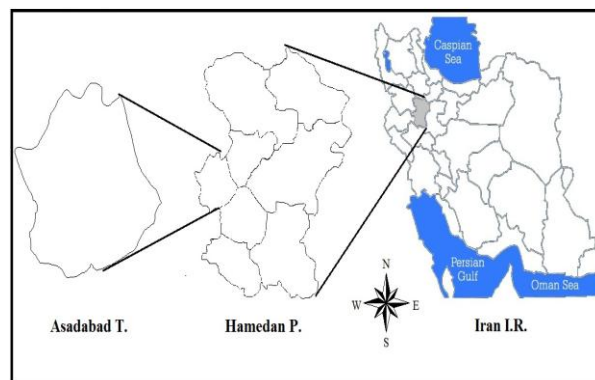 Caspian
Sea
Persian
Gulf
Oman Sea
N
W E
S
Asadabad T.
Hamedan P.
Iran I.R.